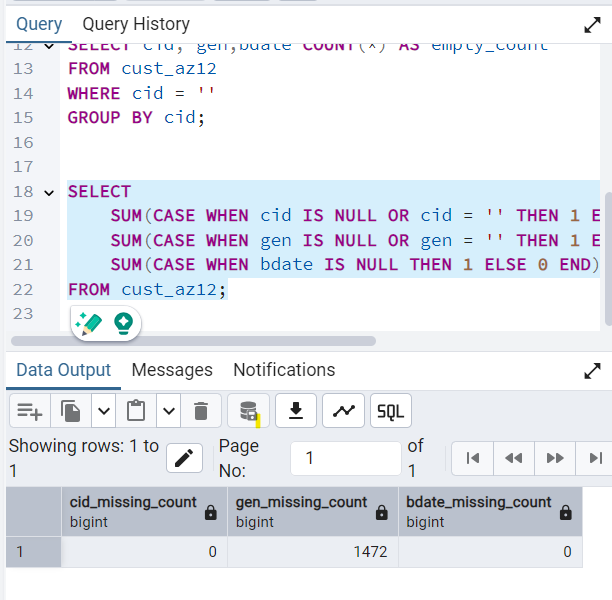 Query Query History
12 SELECT cid, gen,bdate COUNT(*) AS empty_count
13 FROM cust_az12
14 WHERE cid = ''
15 GROUP BY cid;
16
17
18 SELECT
19 SUM(CASE WHEN cid IS NULL OR cid = '' THEN 1 E
20 SUM(CASE WHEN gen IS NULL OR gen = '' THEN 1 E
21 SUM(CASE WHEN bdate IS NULL THEN 1 ELSE 0 END)
22 FROM cust_az12;
23
Data Output Messages Notifications
SQL
Showing rows: 1 to 1
Page No: 1 of 1
cid_missing_count gen_missing_count bdate_missing_count
bigint bigint bigint
1 0 1472 0